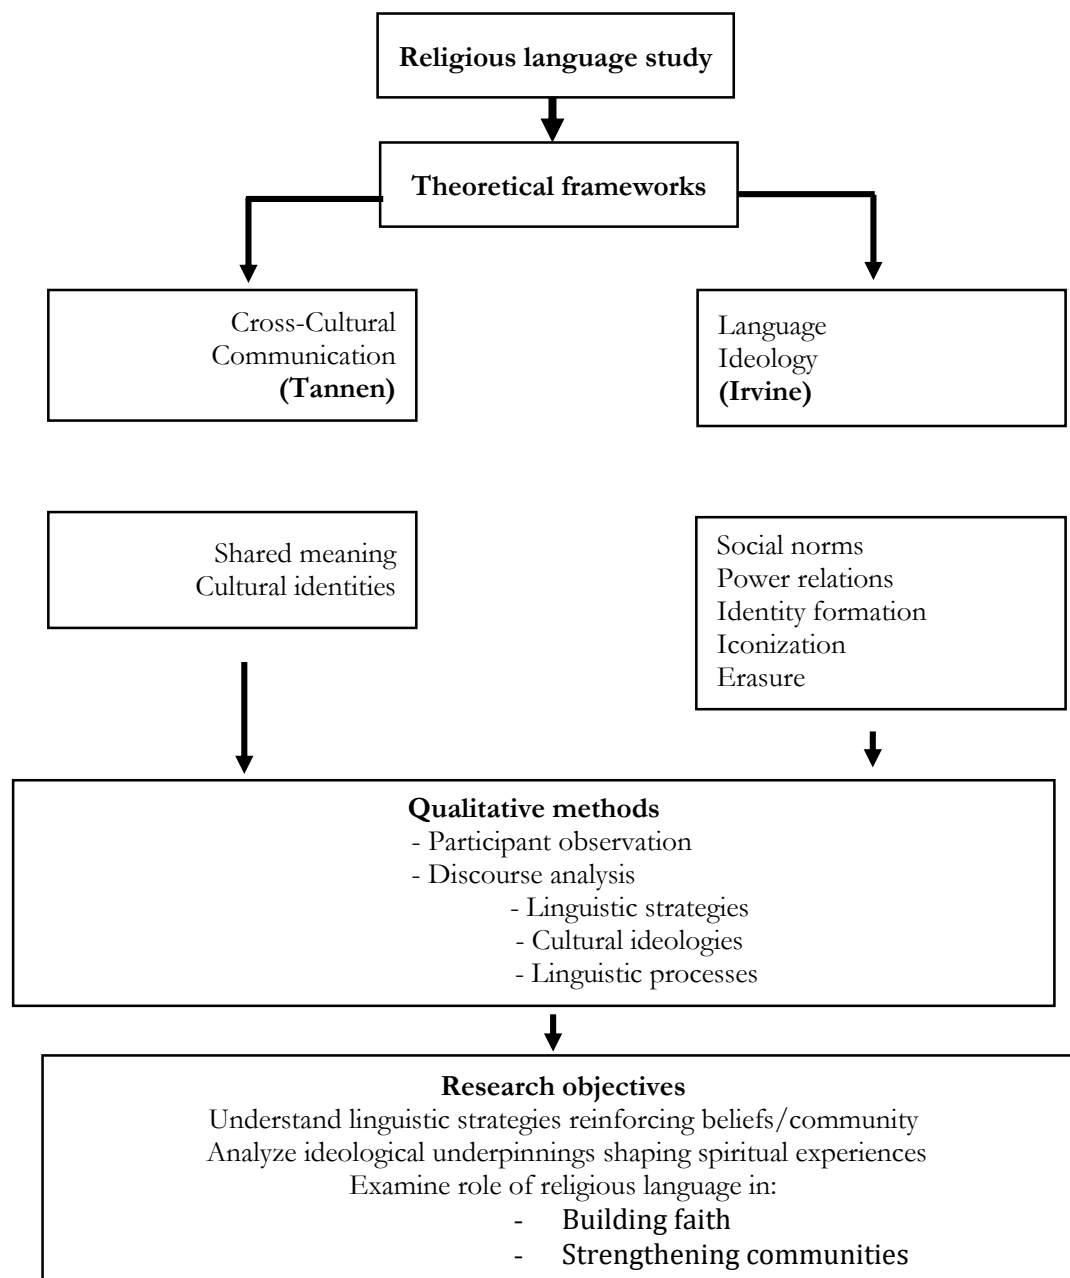 Religious language study
Theoretical frameworks
Cross-Cultural
Communication
(Tannen)
Language
Ideology
(Irvine)
Shared meaning
Cultural identities
Social norms
Power relations
Identity formation
Iconization
Erasure
Qualitative methods
- Participant observation
- Discourse analysis
- Linguistic strategies
- Cultural ideologies
- Linguistic processes
Research objectives
Understand linguistic strategies reinforcing beliefs/community
Analyze ideological underpinnings shaping spiritual experiences
Examine role of religious language in:
- Building faith
- Strengthening communities